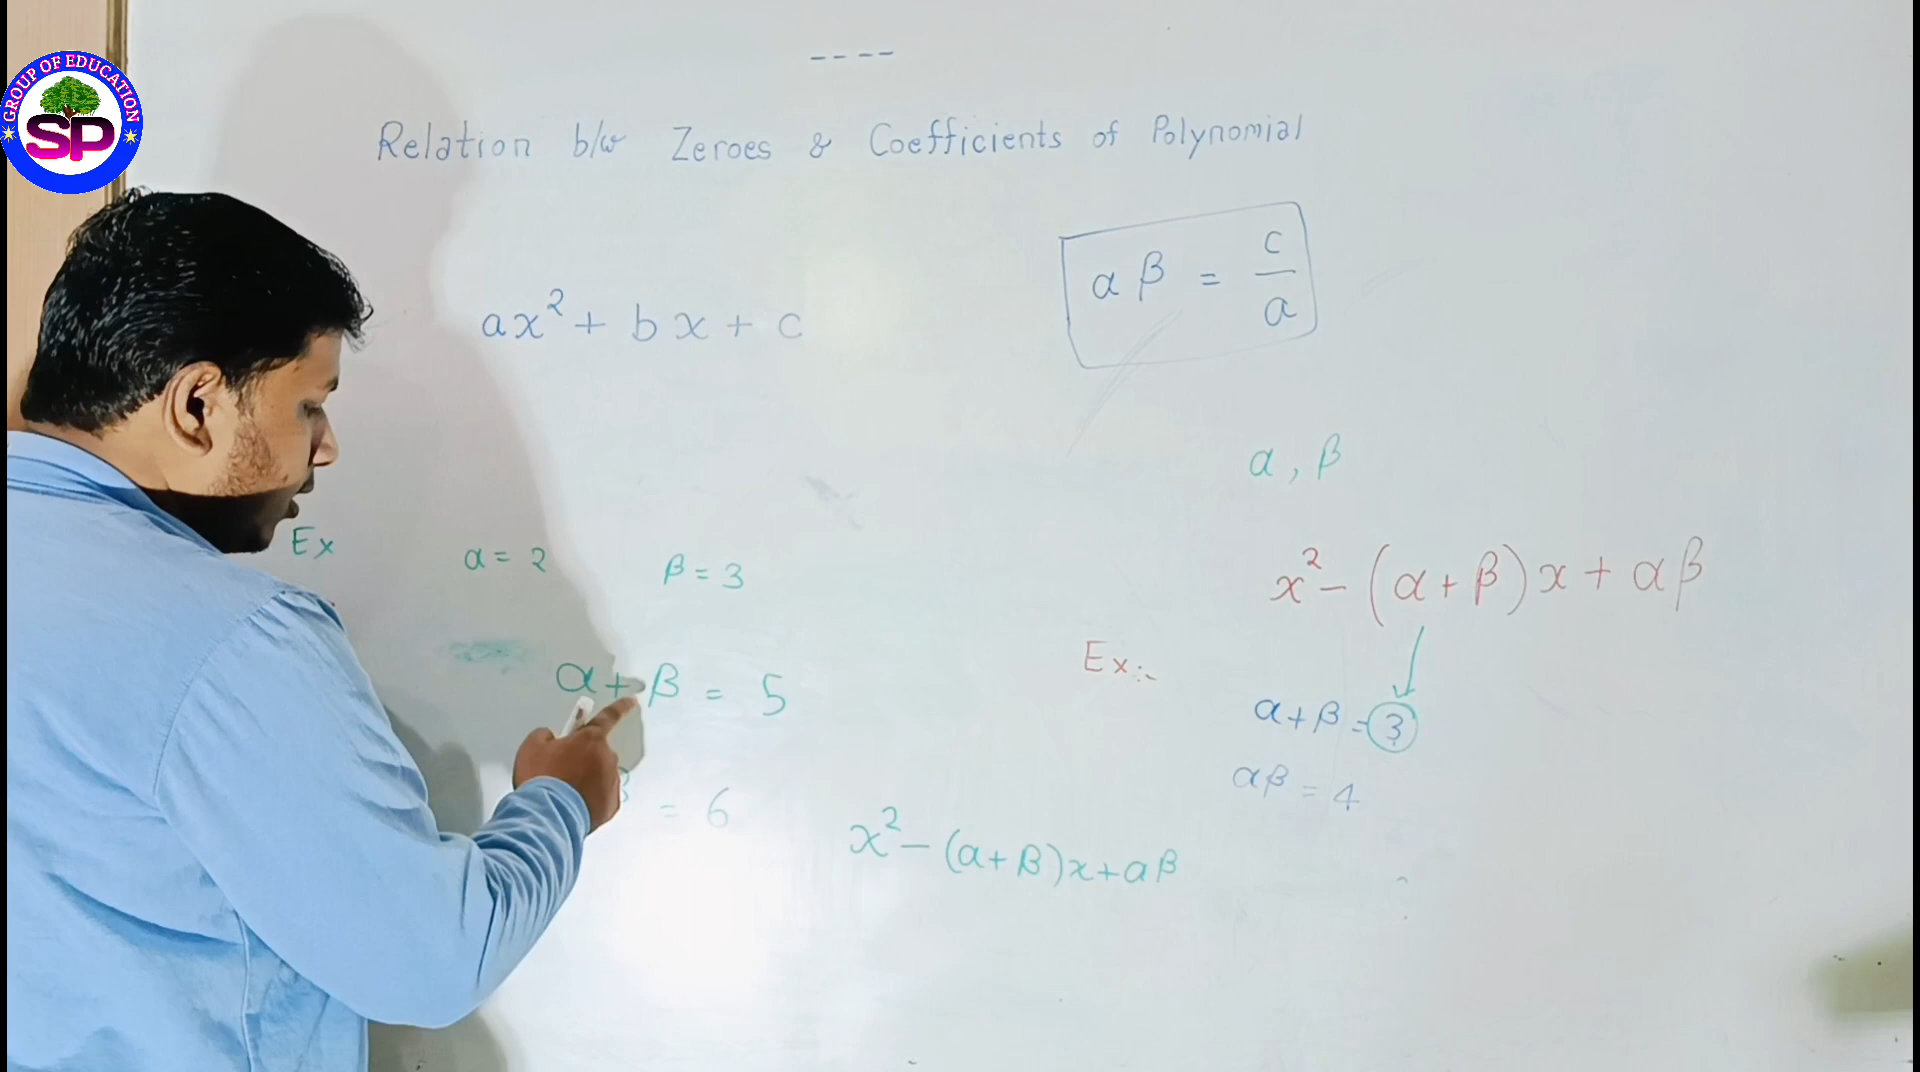 GROUP OF EDUCATION
SP
Relation b/w Zeroes & Coefficients of Polynomial
ax² + bx + c
αβ = c/a
α, β
Ex α = 2 β = 3
x² - (α + β)x + αβ
α + β = 5
Ex:-
α + β = 3
αβ = 4
β = 6
x² - (α + β)x + αβ